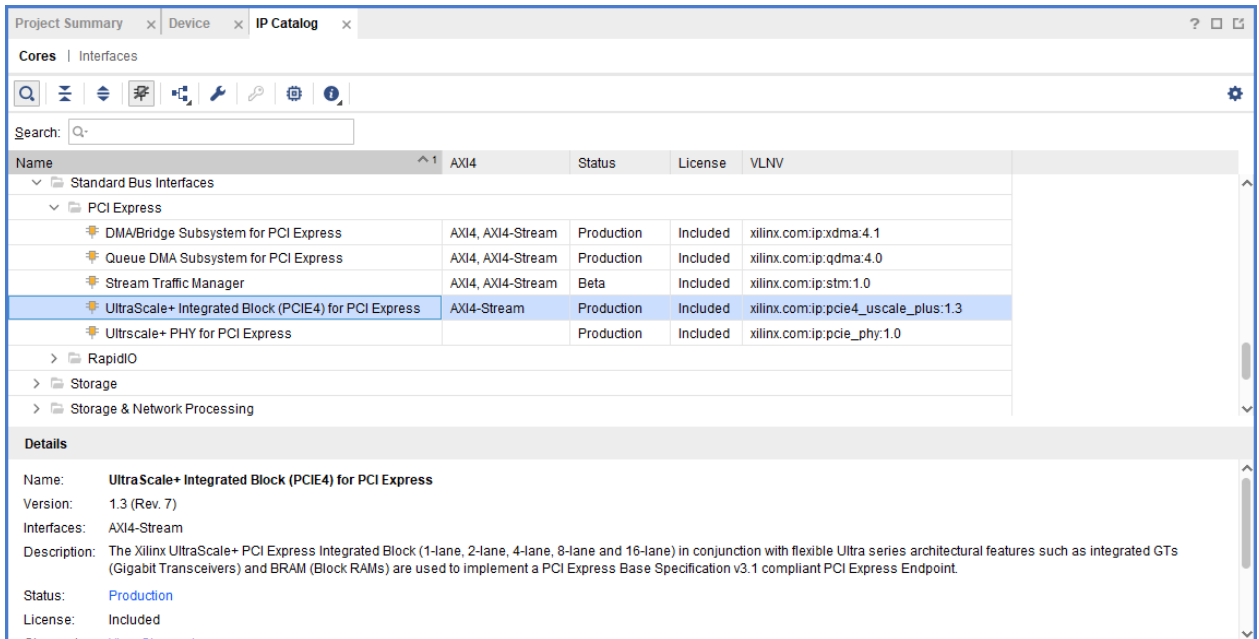 Project Summary × Device × IP Catalog × ?
Cores | Interfaces
Search:
Name 1 AXI4 Status License VLNV
Standard Bus Interfaces
PCI Express
DMA/Bridge Subsystem for PCI Express AXI4, AXI4-Stream Production Included xilinx.com:ip:xdma:4.1
Queue DMA Subsystem for PCI Express AXI4, AXI4-Stream Production Included xilinx.com:ip:qdma:4.0
Stream Traffic Manager AXI4, AXI4-Stream Beta Included xilinx.com:ip:stm:1.0
UltraScale+ Integrated Block (PCIE4) for PCI Express AXI4-Stream Production Included xilinx.com:ip:pcie4_uscale_plus:1.3
Ultrscale+ PHY for PCI Express Production Included xilinx.com:ip:pcie_phy:1.0
RapidIO
Storage
Storage & Network Processing
Details
Name: UltraScale+ Integrated Block (PCIE4) for PCI Express
Version: 1.3 (Rev. 7)
Interfaces: AXI4-Stream
Description: The Xilinx UltraScale+ PCI Express Integrated Block (1-lane, 2-lane, 4-lane, 8-lane and 16-lane) in conjunction with flexible Ultra series architectural features such as integrated GTs
(Gigabit Transceivers) and BRAM (Block RAMs) are used to implement a PCI Express Base Specification v3.1 compliant PCI Express Endpoint.
Status: Production
License: Included